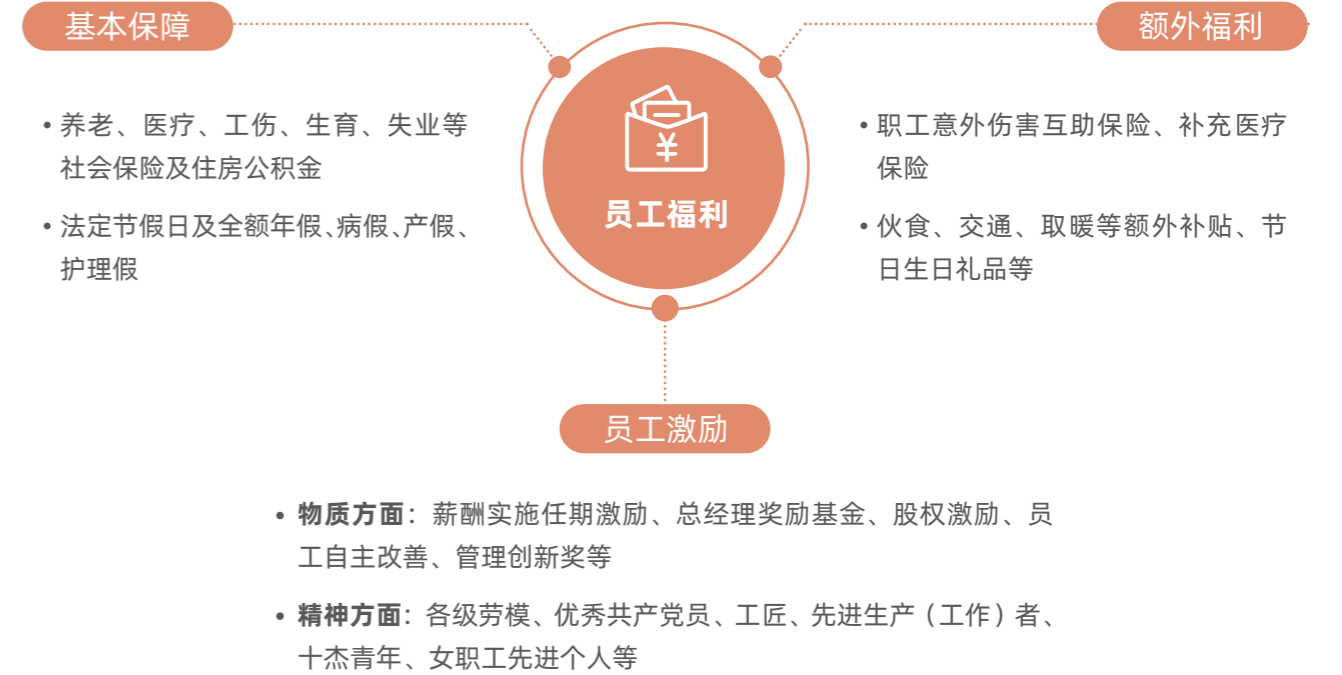 基本保障
• 养老、医疗、工伤、生育、失业等
社会保险及住房公积金
• 法定节假日及全额年假、病假、产假、
护理假
¥
员工福利
额外福利
• 职工意外伤害互助保险、补充医疗
保险
• 伙食、交通、取暖等额外补贴、节
日生日礼品等
员工激励
• 物质方面：薪酬实施任期激励、总经理奖励基金、股权激励、员
工自主改善、管理创新奖等
• 精神方面：各级劳模、优秀共产党员、工匠、先进生产（工作）者、
十杰青年、女职工先进个人等